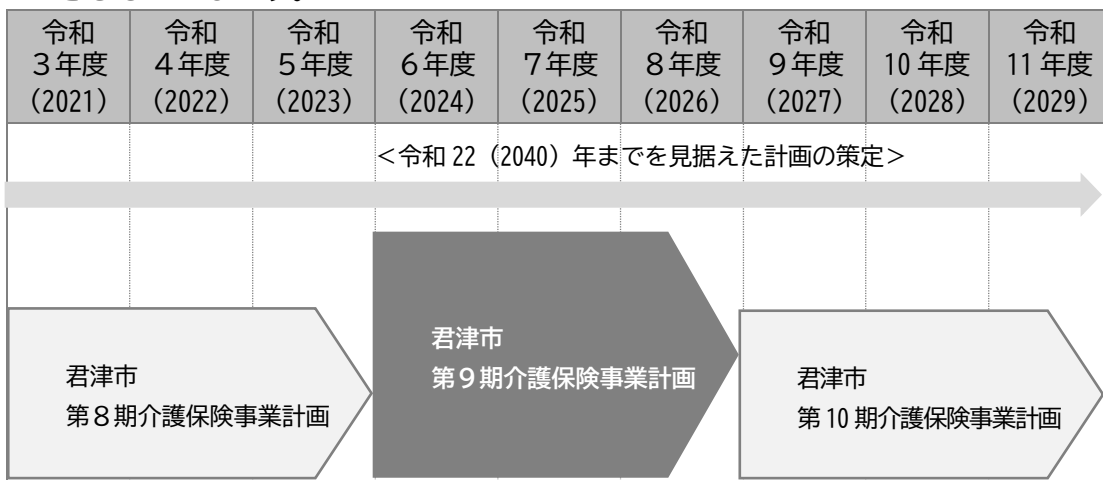 令和 令和 令和 令和 令和 令和 令和 令和 令和
３年度 ４年度 ５年度 ６年度 ７年度 ８年度 ９年度 10 年度 11 年度
（2021） （2022） （2023） （2024） （2025） （2026） （2027） （2028） （2029）
＜令和 22（2040）年までを見据えた計画の策定＞
君津市
第８期介護保険事業計画
君津市
第９期介護保険事業計画
君津市
第 10 期介護保険事業計画